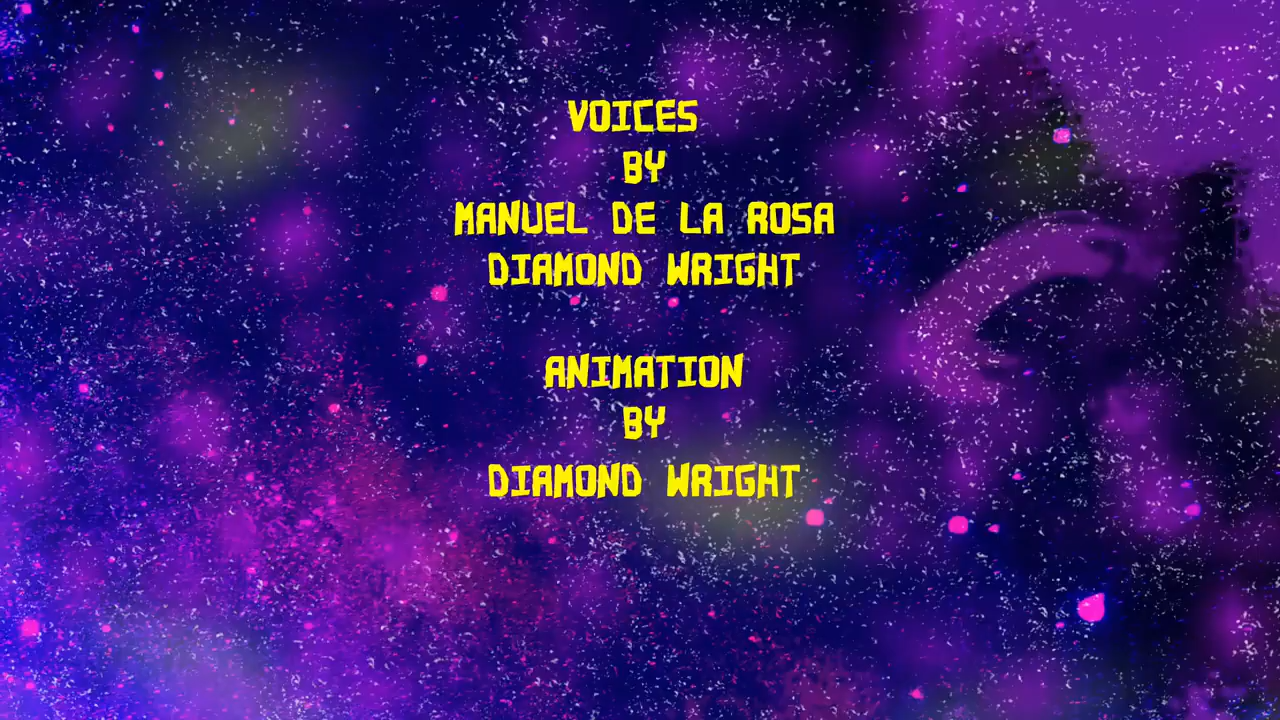 VOICES
BY
MANUEL DE LA ROSA
DIAMOND WRIGHT
ANIMATION
BY
DIAMOND WRIGHT